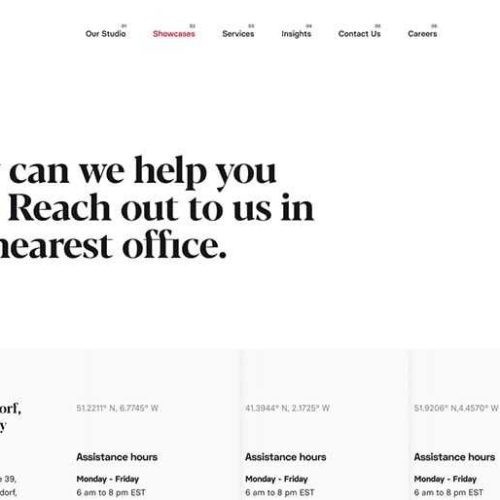 01 02 03 04 05 06
Our Studio Showcases Services Insights Contact Us Careers
can we help you
Reach out to us in
nearest office.
51.2211° N, 6.7745° W 41.3944° N, 2.1725° W 51.9206° N,4.4570° W
Assistance hours Assistance hours Assistance hours
39, Monday - Friday Monday - Friday Monday - Friday
6 am to 8 pm EST 6 am to 8 pm EST 6 am to 8 pm EST